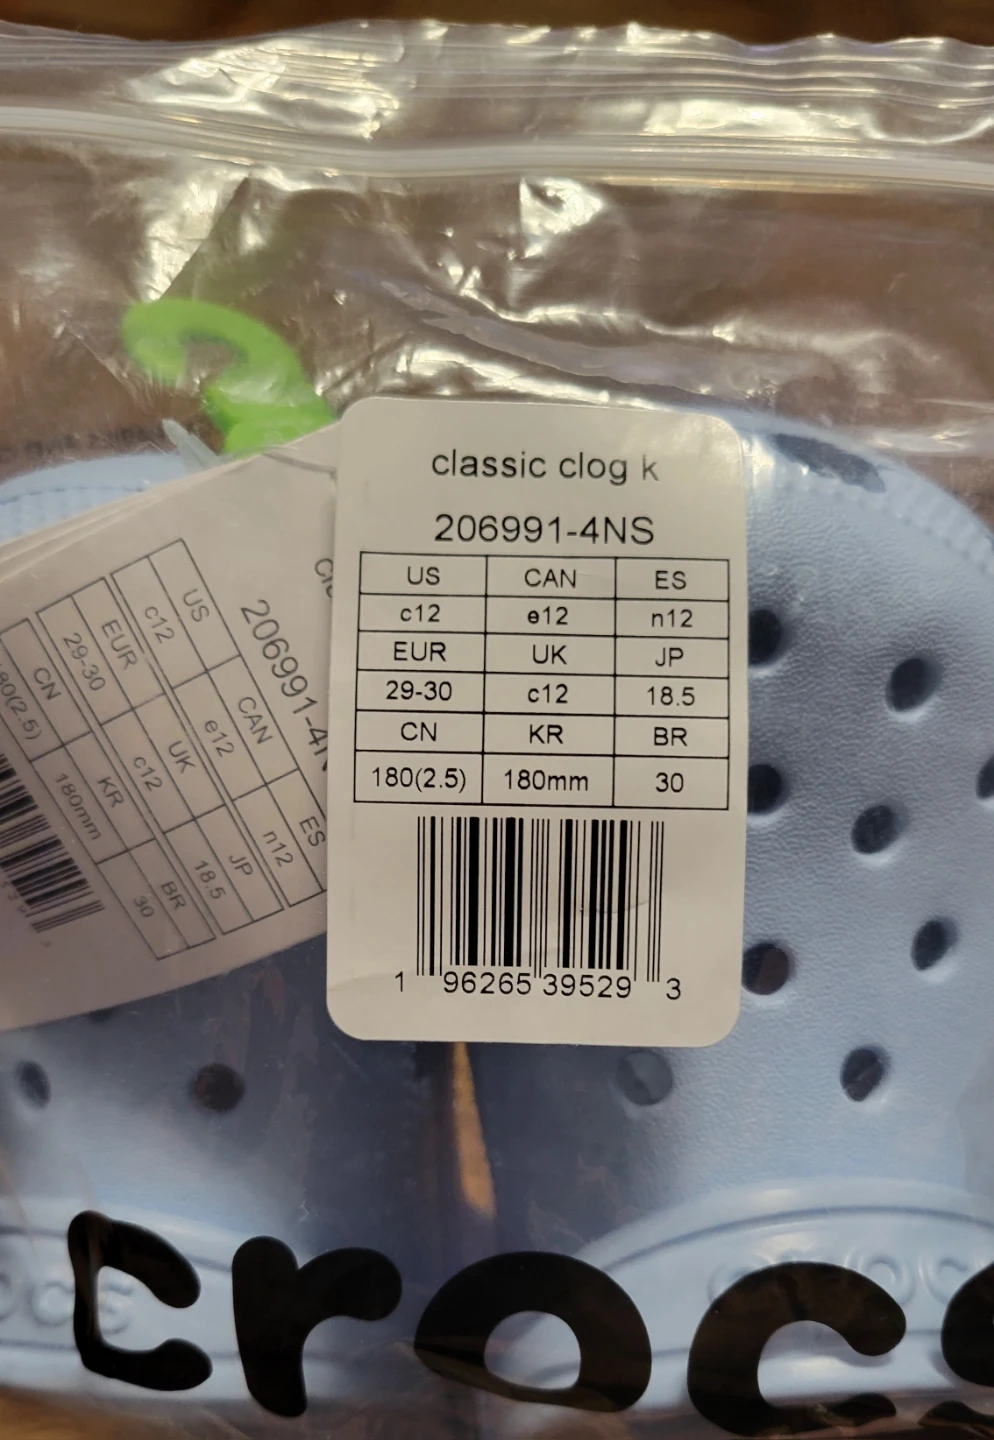 classic clog k
206991-4NS
US CAN ES
c12 e12 n12
EUR UK JP
29-30 c12 18.5
CN KR BR
180(2.5) 180mm 30
1 96265 39529 3
206991-4N
US CAN ES
c12 e12 n12
EUR UK JP
29-30 c12 18.5
CN KR BR
180mm 30
crocs